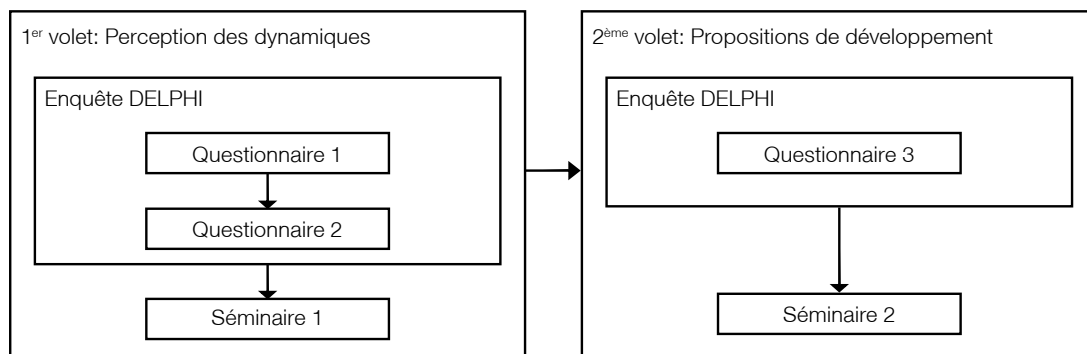 1er volet: Perception des dynamiques
Enquête DELPHI
Questionnaire 1
Questionnaire 2
Séminaire 1
2ème volet: Propositions de développement
Enquête DELPHI
Questionnaire 3
Séminaire 2